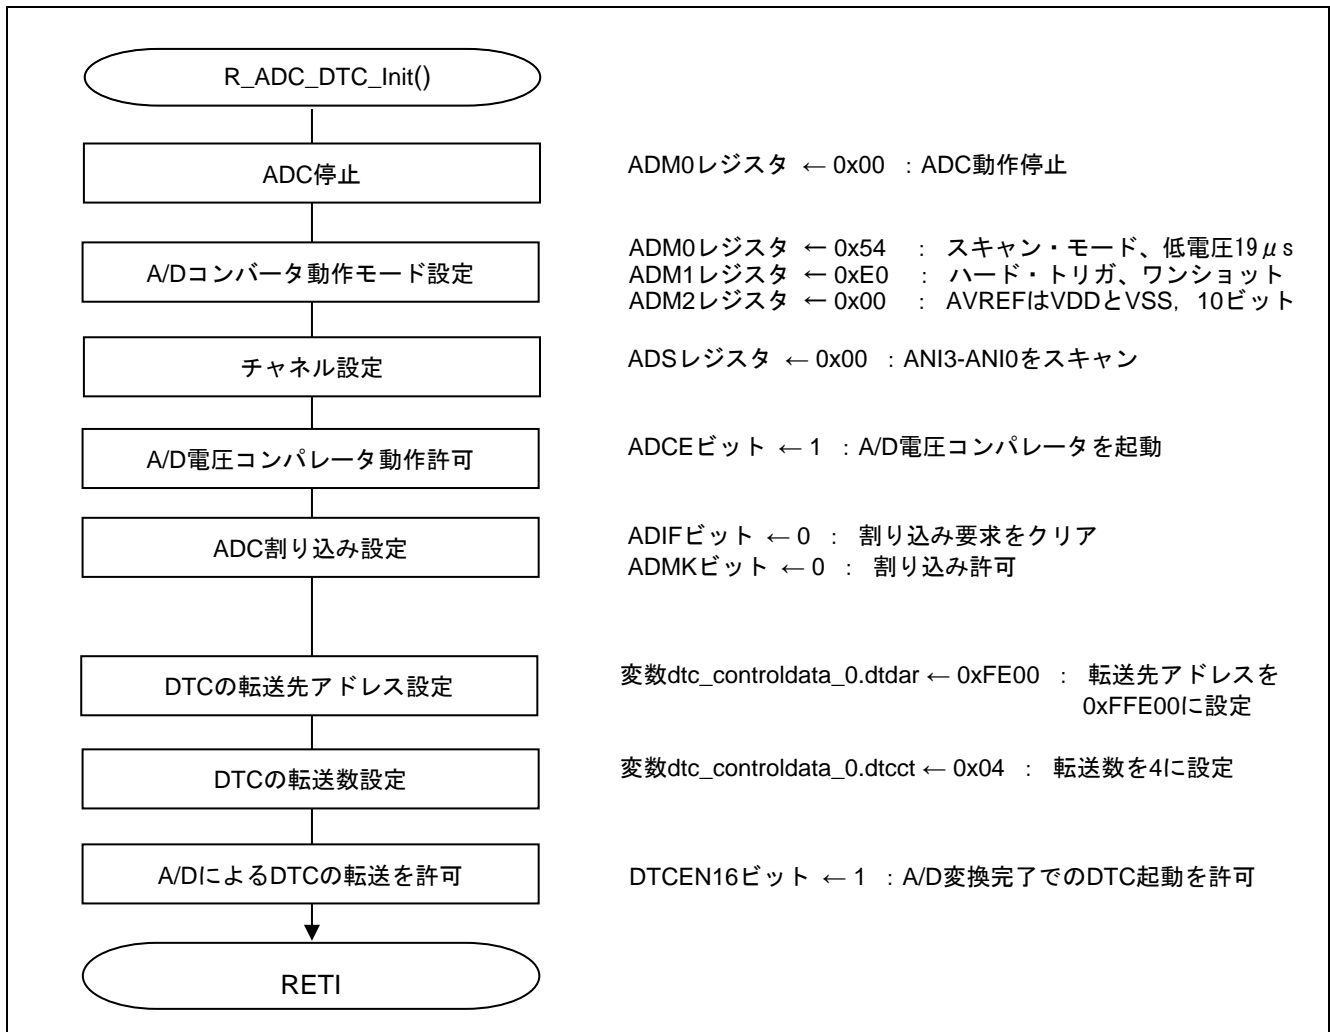 R_ADC_DTC_Init()
ADC停止
ADM0レジスタ ← 0x00 : ADC動作停止
A/Dコンバータ動作モード設定
ADM0レジスタ ← 0x54 : スキャン・モード、低電圧19μs
ADM1レジスタ ← 0xE0 : ハード・トリガ、ワンショット
ADM2レジスタ ← 0x00 : AVREFはVDDとVSS, 10ビット
チャネル設定
ADSレジスタ ← 0x00 : ANI3-ANI0をスキャン
A/D電圧コンパレータ動作許可
ADCEビット ← 1 : A/D電圧コンパレータを起動
ADC割り込み設定
ADIFビット ← 0 : 割り込み要求をクリア
ADMKビット ← 0 : 割り込み許可
DTCの転送先アドレス設定
変数dtc_controldata_0.dtdar ← 0xFE00 : 転送先アドレスを
0xFFE00に設定
DTCの転送数設定
変数dtc_controldata_0.dtcct ← 0x04 : 転送数を4に設定
A/DによるDTCの転送を許可
DTCEN16ビット ← 1 : A/D変換完了でのDTC起動を許可
RETI